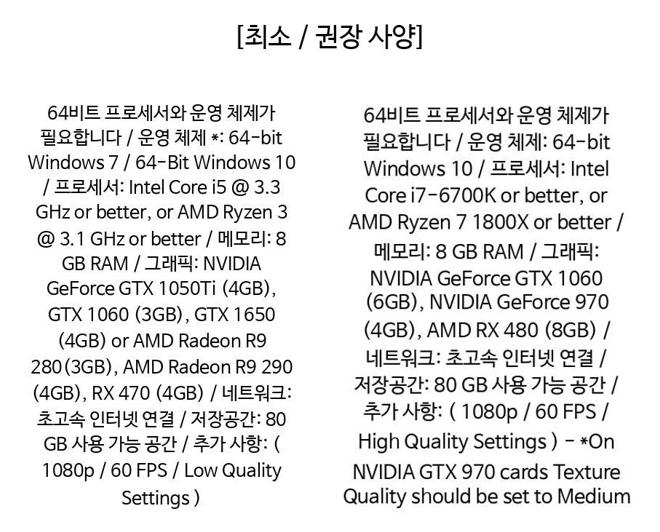 [최소 / 권장 사양]
64비트 프로세서와 운영 체제가
필요합니다 / 운영 체제 *: 64-bit
Windows 7 / 64-Bit Windows 10
/ 프로세서: Intel Core i5 @ 3.3
GHz or better, or AMD Ryzen 3
@ 3.1 GHz or better / 메모리: 8
GB RAM / 그래픽: NVIDIA
GeForce GTX 1050Ti (4GB),
GTX 1060 (3GB), GTX 1650
(4GB) or AMD Radeon R9
280(3GB), AMD Radeon R9 290
(4GB), RX 470 (4GB) / 네트워크:
초고속 인터넷 연결 / 저장공간: 80
GB 사용 가능 공간 / 추가 사항: (
1080p / 60 FPS / Low Quality
Settings )
64비트 프로세서와 운영 체제가
필요합니다 / 운영 체제: 64-bit
Windows 10 / 프로세서: Intel
Core i7-6700K or better, or
AMD Ryzen 7 1800X or better /
메모리: 8 GB RAM / 그래픽:
NVIDIA GeForce GTX 1060
(6GB), NVIDIA GeForce 970
(4GB), AMD RX 480 (8GB) /
네트워크: 초고속 인터넷 연결 /
저장공간: 80 GB 사용 가능 공간 /
추가 사항: ( 1080p / 60 FPS /
High Quality Settings ) - *On
NVIDIA GTX 970 cards Texture
Quality should be set to Medium